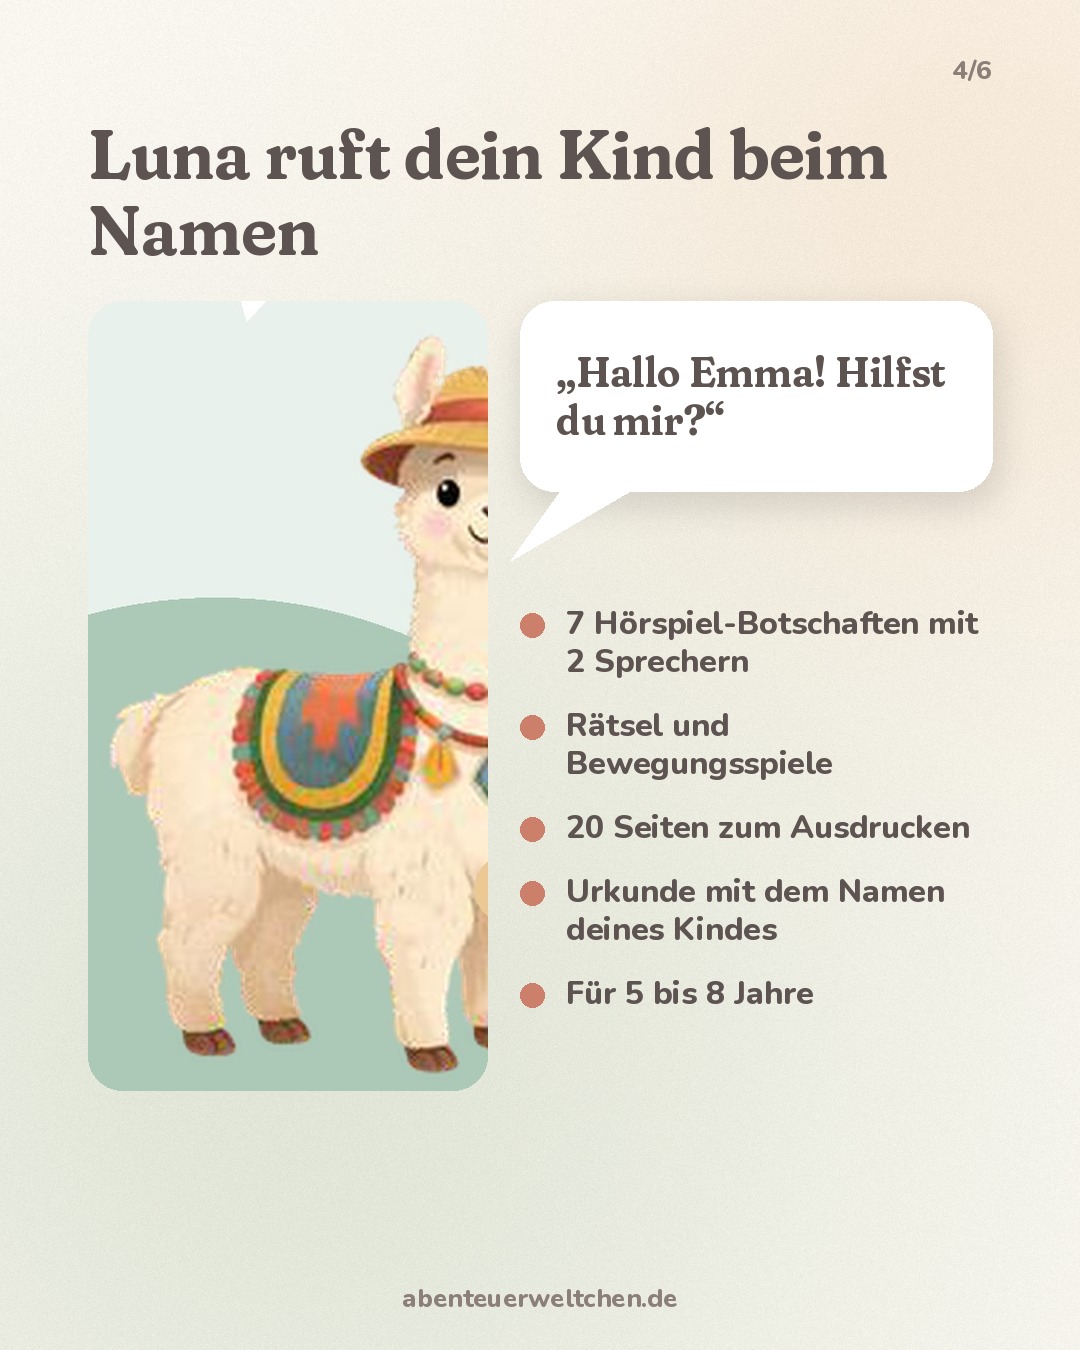 4/6
Luna ruft dein Kind beim
Namen
„Hallo Emma! Hilfst
du mir?“
7 Hörspiel-Botschaften mit
2 Sprechern
Rätsel und
Bewegungsspiele
20 Seiten zum Ausdrucken
Urkunde mit dem Namen
deines Kindes
Für 5 bis 8 Jahre
abenteuerweltchen.de